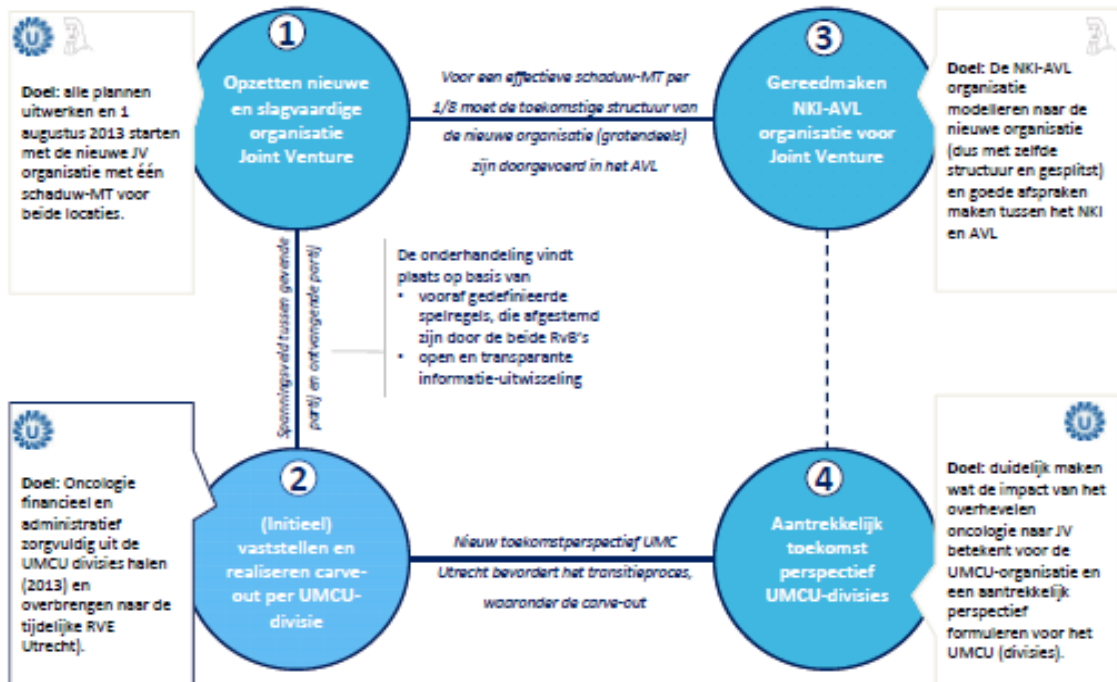 1
Opzetten nieuwe
en slagvaardige
organisatie
Joint Venture
U
Doel: alle plannen
uitwerken en 1
augustus 2013 starten
met de nieuwe JV
organisatie met één
schaduw-MT voor
beide locaties.
Voor een effectieve schaduw-MT per
1/8 moet de toekomstige structuur van
de nieuwe organisatie (grotendeels)
zijn doorgevoerd in het AVL
3
Gereedmaken
NKI-AVL
organisatie voor
Joint Venture
Doel: De NKI-AVL
organisatie
modelleren naar de
nieuwe organisatie
(dus met zelfde
structuur en gesplitst)
en goede afspraken
maken tussen het NKI
en AVL
Spanningsveld tussen gevende
partij en ontvangende partij
De onderhandeling vindt
plaats op basis van
• vooraf gedefinieerde
spelregels, die afgestemd
zijn door de beide RvB's
• open en transparante
informatie-uitwisseling
U
Doel: Oncologie
financieel en
administratief
zorgvuldig uit de
UMCU divisies halen
(2013) en
overbrengen naar de
tijdelijke RVE
Utrecht).
2
(Initieel)
vaststellen en
realiseren carve-
out per UMCU-
divisie
Nieuw toekomstperspectief UMC
Utrecht bevordert het transitieproces,
waaronder de carve-out
4
Aantrekkelijk
toekomst
perspectief
UMCU-divisies
U
Doel: duidelijk maken
wat de impact van het
overhevelen
oncologie naar JV
betekent voor de
UMCU-organisatie en
een aantrekkelijk
perspectief
formuleren voor het
UMCU (divisies).